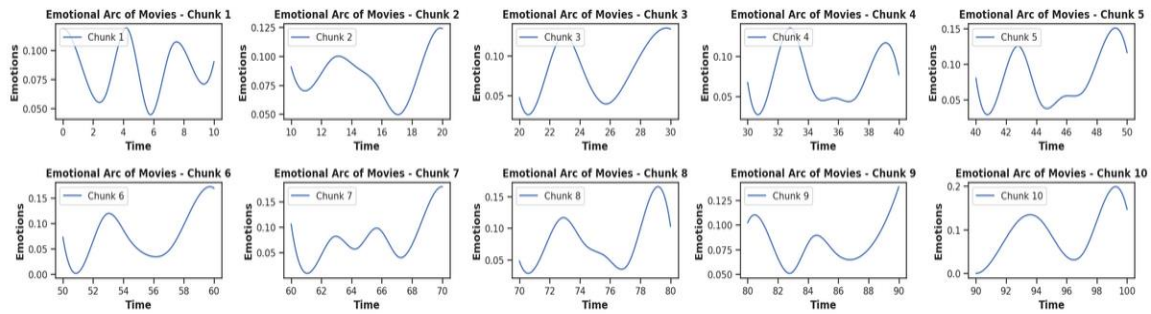 Emotional Arc of Movies - Chunk 1
Emotions
0.100
0.075
0.050
Chunk 1
0 2 4 6 8 10
Time
Emotional Arc of Movies - Chunk 2
Emotions
0.125
0.100
0.075
0.050
Chunk 2
10 12 14 16 18 20
Time
Emotional Arc of Movies - Chunk 3
Emotions
0.10
0.05
Chunk 3
20 22 24 26 28 30
Time
Emotional Arc of Movies - Chunk 4
Emotions
0.10
0.05
Chunk 4
30 32 34 36 38 40
Time
Emotional Arc of Movies - Chunk 5
Emotions
0.15
0.10
0.05
Chunk 5
40 42 44 46 48 50
Time
Emotional Arc of Movies - Chunk 6
Emotions
0.15
0.10
0.05
0.00
Chunk 6
50 52 54 56 58 60
Time
Emotional Arc of Movies - Chunk 7
Emotions
0.15
0.10
0.05
Chunk 7
60 62 64 66 68 70
Time
Emotional Arc of Movies - Chunk 8
Emotions
0.15
0.10
0.05
Chunk 8
70 72 74 76 78 80
Time
Emotional Arc of Movies - Chunk 9
Emotions
0.125
0.100
0.075
0.050
Chunk 9
80 82 84 86 88 90
Time
Emotional Arc of Movies - Chunk 10
Emotions
0.2
0.1
0.0
Chunk 10
90 92 94 96 98 100
Time